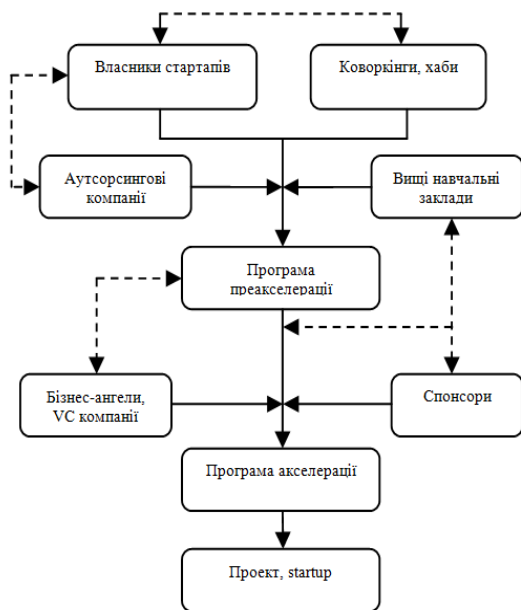 Власники стартапів
Коворкінги, хаби
Аутсорсингові
компанії
Вищі навчальні
заклади
Програма
преакселерації
Бізнес-ангели,
VC компанії
Спонсори
Програма акселерації
Проект, startup